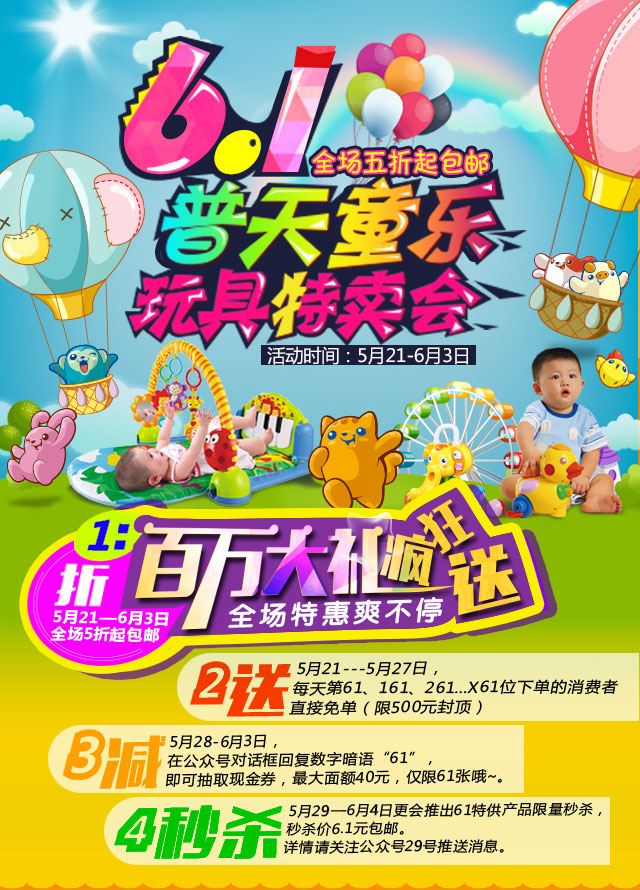 6.1
全场五折起包邮
普天童乐
玩具特卖会
活动时间：5月21-6月3日
1:
折
5月21—6月3日
全场5折起包邮
百万大礼疯狂送
全场特惠爽不停
2送
5月21---5月27日，
每天第61、161、261...X61位下单的消费者
直接免单（限500元封顶）
3减
5月28-6月3日，
在公众号对话框回复数字暗语“61”，
即可抽取现金券，最大面额40元，仅限61张哦~。
4秒杀
5月29—6月4日更会推出61特供产品限量秒杀，
秒杀价6.1元包邮。
详情请关注公众号29号推送消息。